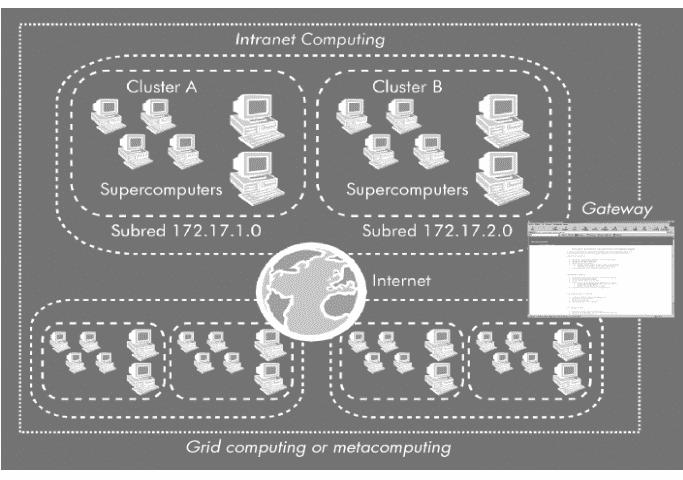 Intranet Computing
Cluster A
Cluster B
Supercomputers
Supercomputers
Subred 172.17.1.0
Subred 172.17.2.0
Gateway
Internet
Grid computing or metacomputing